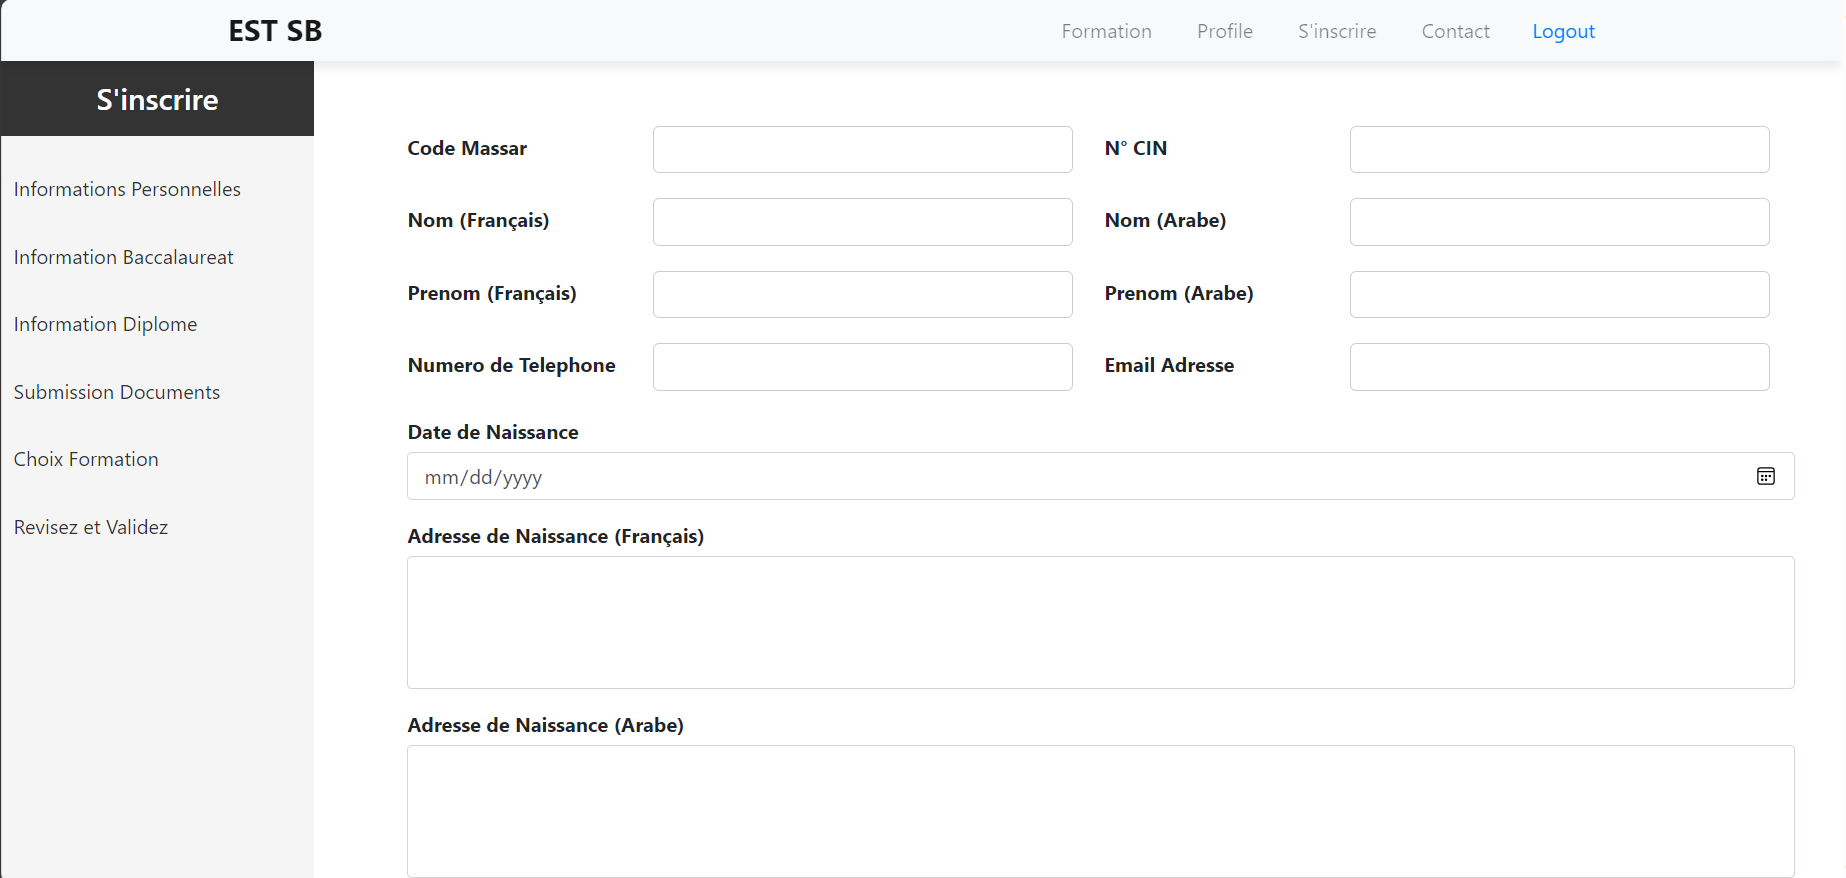 EST SB
Formation Profile S'inscrire Contact Logout
S'inscrire
Informations Personnelles
Information Baccalaureat
Information Diplome
Submission Documents
Choix Formation
Revisez et Validez
Code Massar
N° CIN
Nom (Français)
Nom (Arabe)
Prenom (Français)
Prenom (Arabe)
Numero de Telephone
Email Adresse
Date de Naissance
mm/dd/yyyy
Adresse de Naissance (Français)
Adresse de Naissance (Arabe)